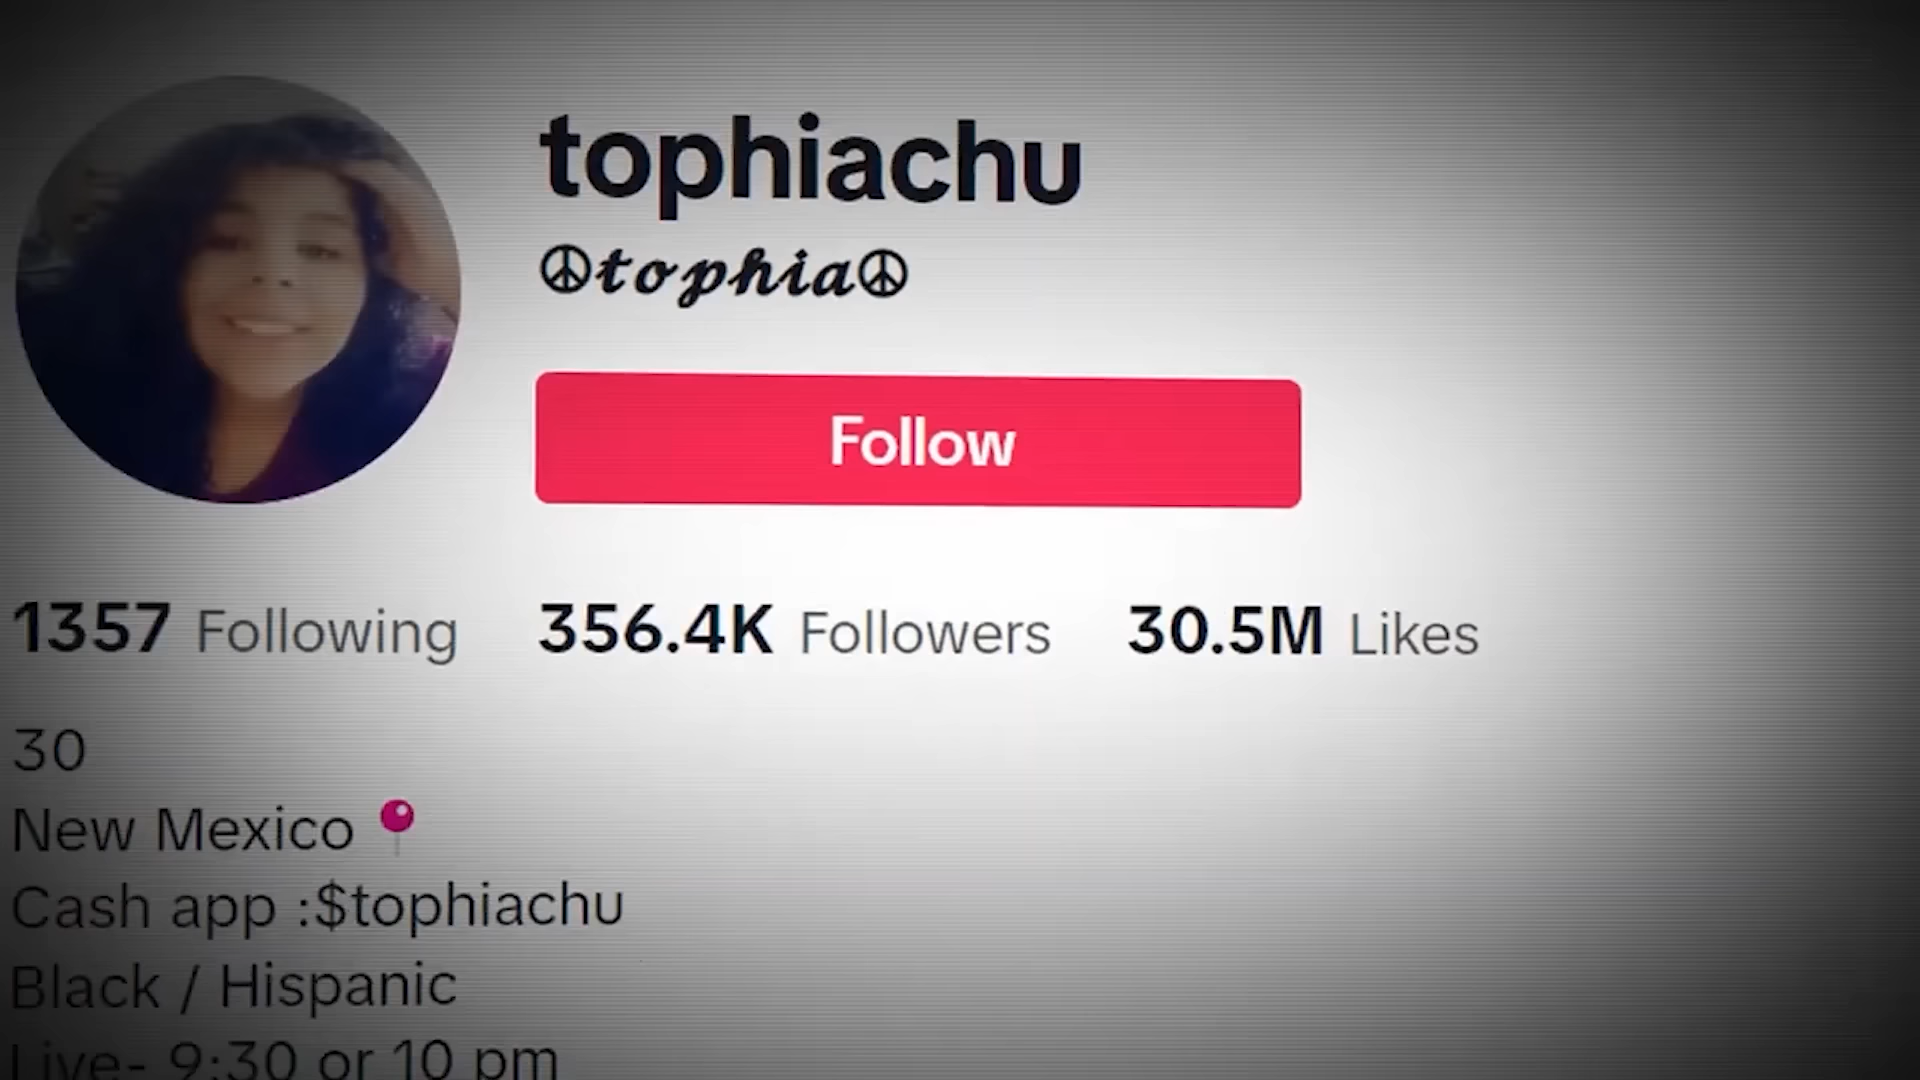 tophiachu
☮tophia☮
Follow
1357 Following 356.4K Followers 30.5M Likes
30
New Mexico 📍
Cash app :$tophiachu
Black / Hispanic
Live- 9:30 or 10 pm